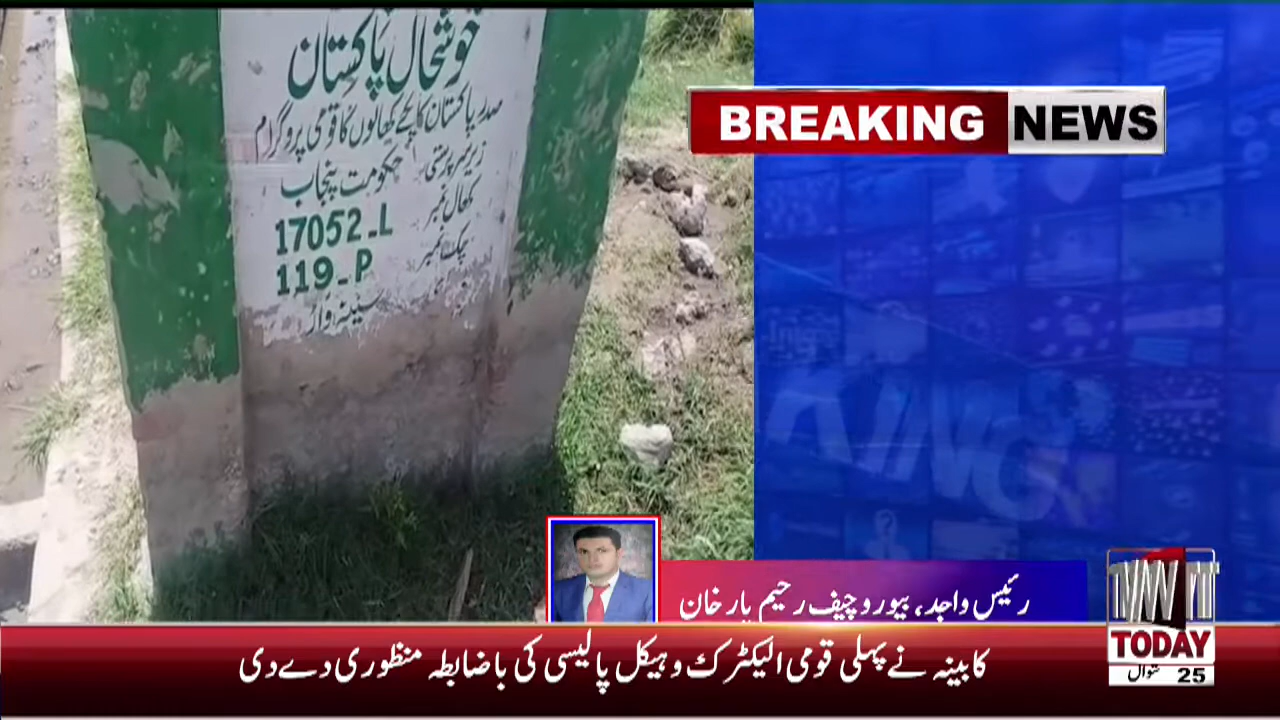 خوشحال پاکستان
صدر پاکستان کا پکے کھالوں کا قومی پروگرام
زیر سرپرستی حکومت پنجاب
کھال نمبر 17052_L
چک نمبر 119_P
BREAKING NEWS
KING
رئیس واجد، بیورو چیف رحیم یار خان
کابینہ نے پہلی قومی الیکٹرک وہیکل پالیسی کی باضابطہ منظوری دے دی
TODAY
25 شوال